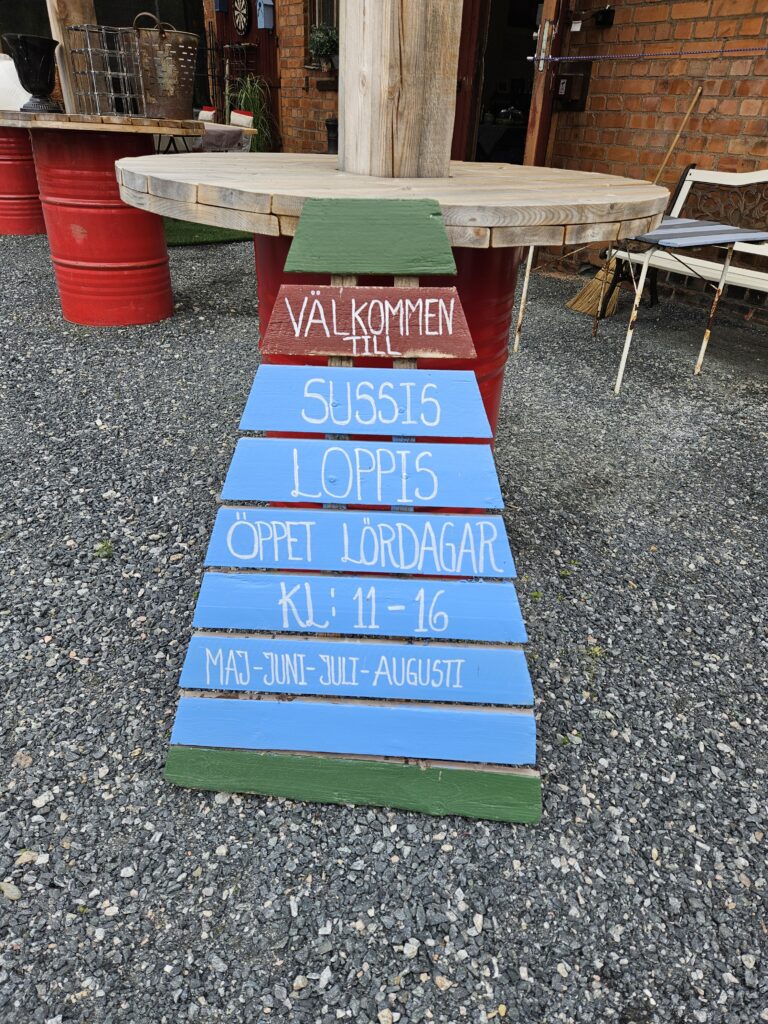 VÄLKOMMEN
TILL
SUSSIS
LOPPIS
ÖPPET LÖRDAGAR
KL: 11-16
MAJ-JUNI-JULI-AUGUSTI